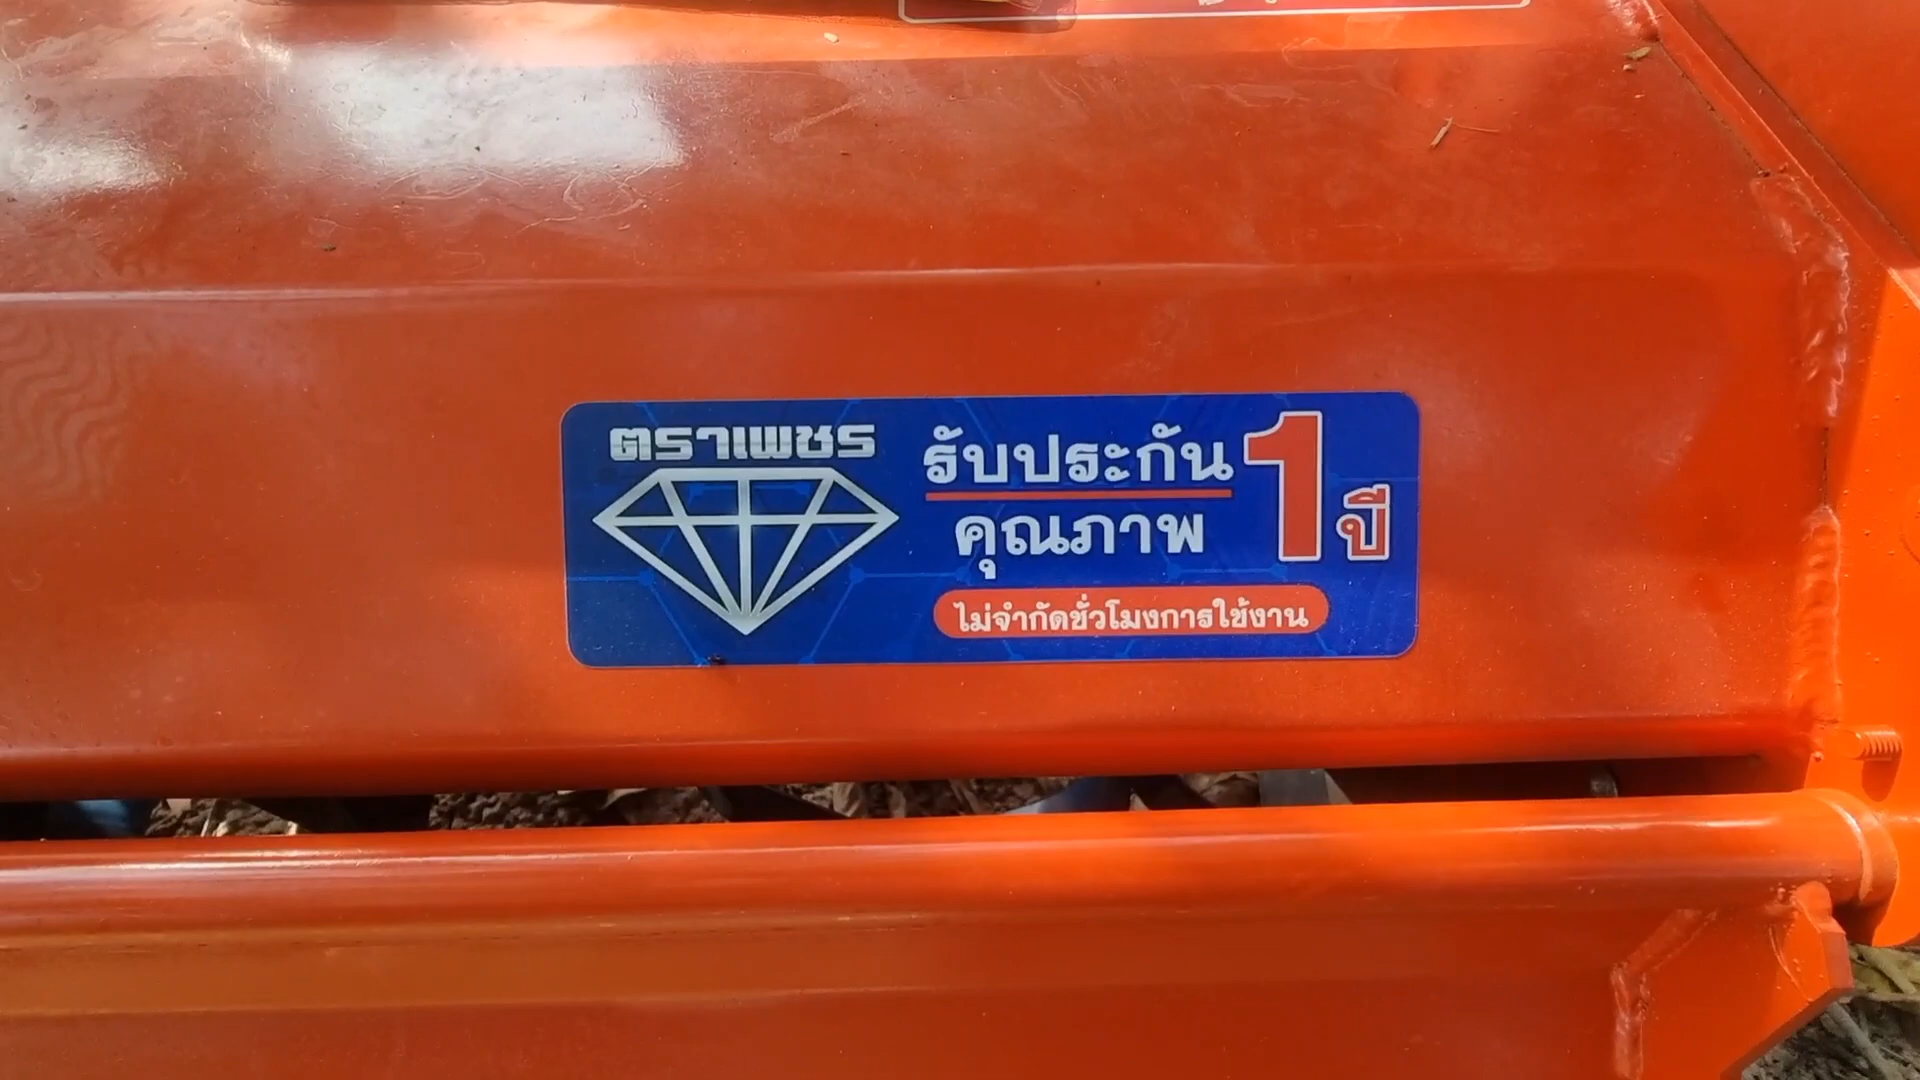 ตราเพชร
รับประกัน
คุณภาพ
1 ปี
ไม่จำกัดชั่วโมงการใช้งาน